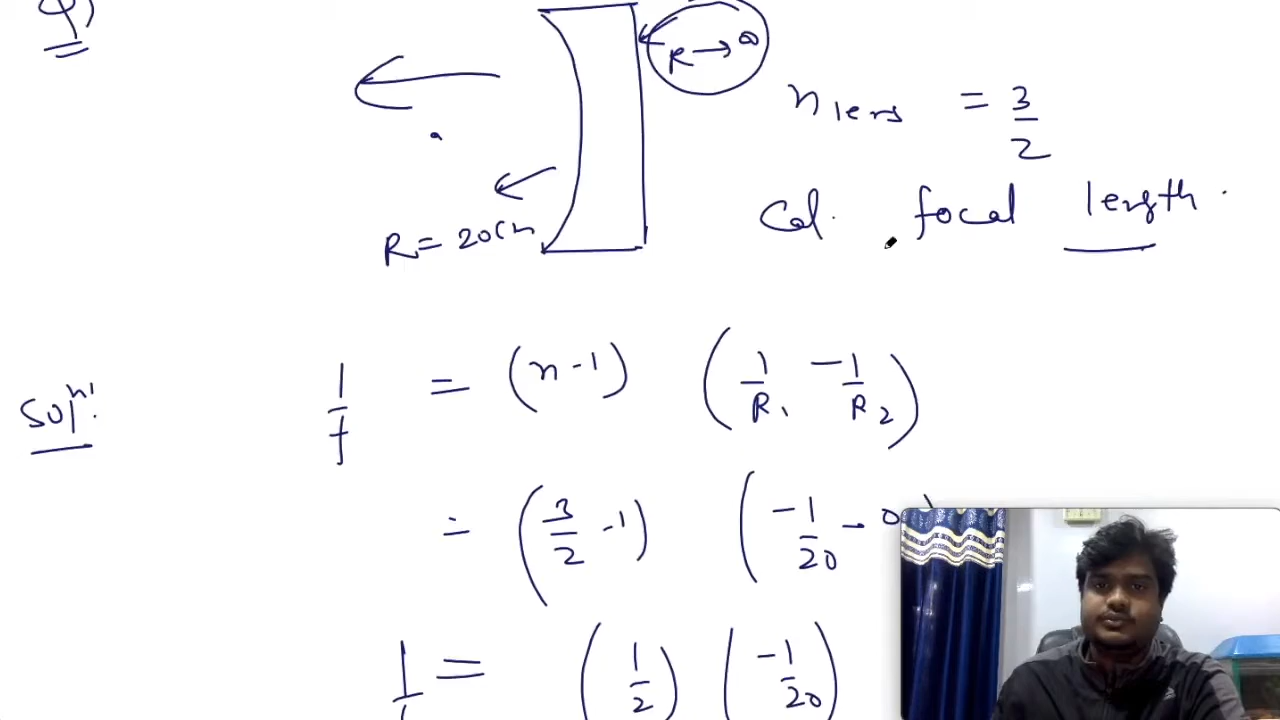 Q)
R → ∞
n lens = 3/2
R = 20cm
Cal. focal length.
Solⁿ:
1/f = (n - 1) (1/R₁ - 1/R₂)
= (3/2 - 1) (-1/20 - 0)
1/f = (1/2) (-1/20)